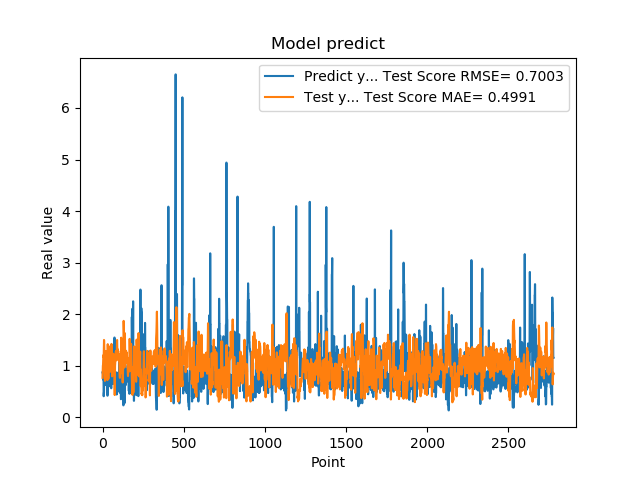 Model predict
Predict y... Test Score RMSE= 0.7003
Test y... Test Score MAE= 0.4991
Real value
6
5
4
3
2
1
0
0 500 1000 1500 2000 2500
Point